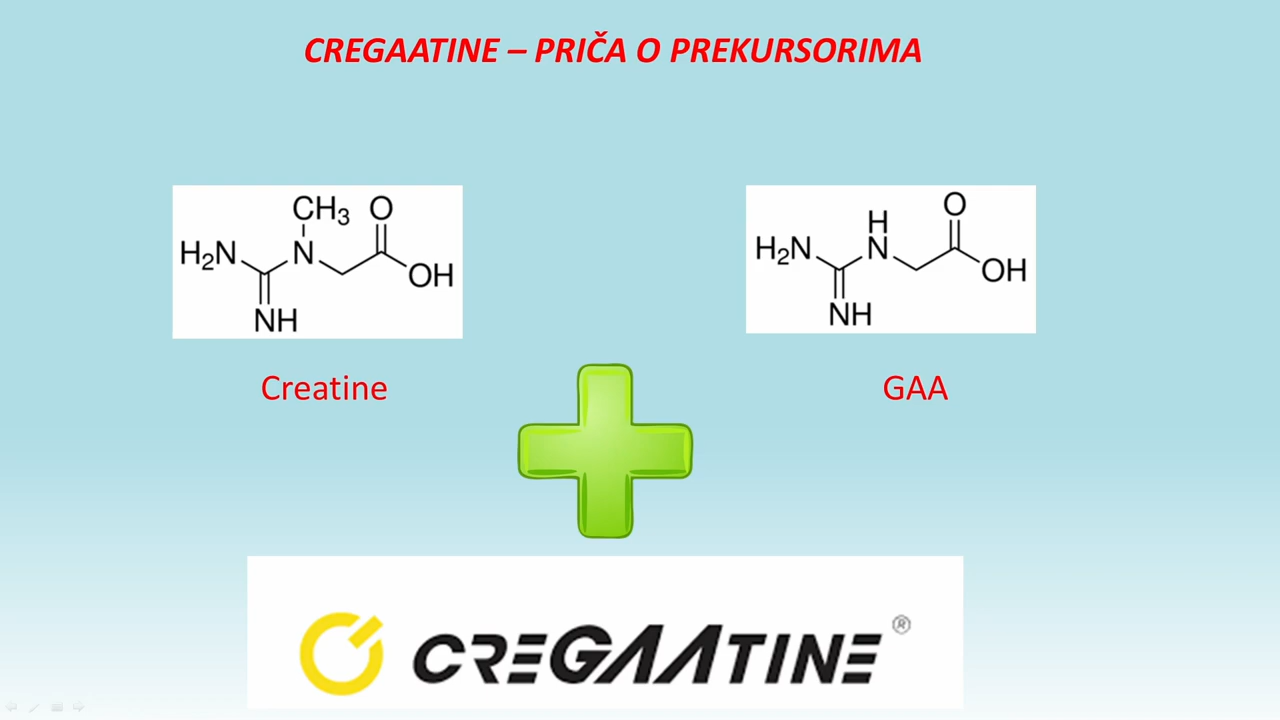 CREGAATINE – PRIČA O PREKURSORIMA
CH3 O
H2N N OH
NH
H O
H2N N OH
NH
Creatine
GAA
CREGAATINE ®